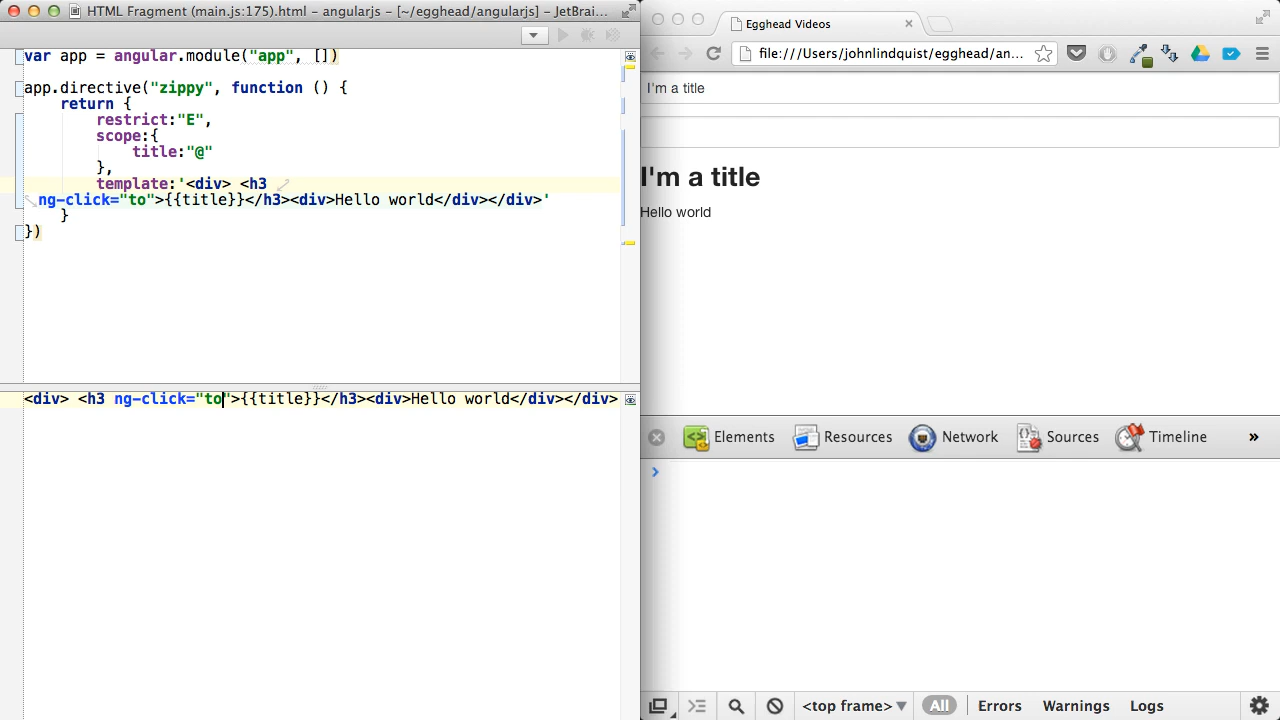 HTML Fragment (main.js:175).html – angularjs – [~/egghead/angularjs] – JetBrai...
var app = angular.module("app", [])
app.directive("zippy", function () {
return {
restrict:"E",
scope:{
title:"@"
},
template:'<div> <h3
ng-click="to">{{title}}</h3><div>Hello world</div></div>'
}
})
<div> <h3 ng-click="to">{{title}}</h3><div>Hello world</div></div>
Egghead Videos
file:///Users/johnlindquist/egghead/an...
I'm a title
I'm a title
Hello world
Elements Resources Network Sources Timeline »
<top frame> All Errors Warnings Logs